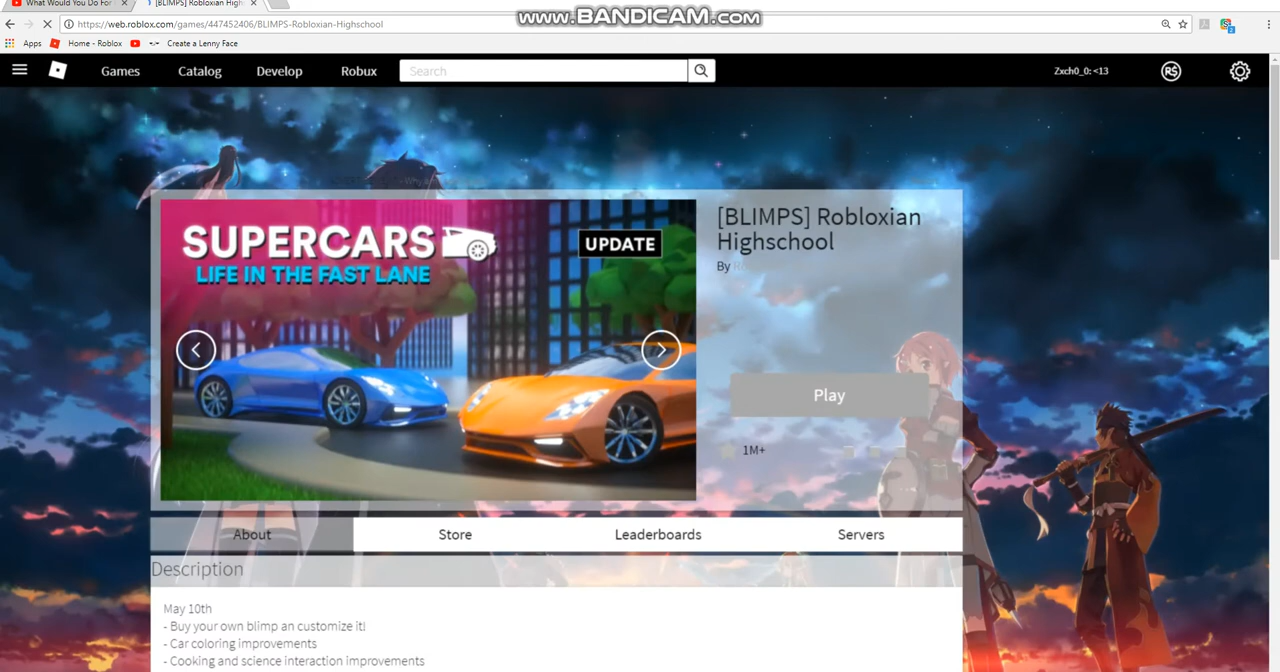 www.BANDICAM.com
What Would You Do For
[BLIMPS] Robloxian High
https://web.roblox.com/games/447452406/BLIMPS-Robloxian-Highschool
Apps Home - Roblox Create a Lenny Face
Games Catalog Develop Robux Search Zxch0_0: <13 R$
SUPERCARS
LIFE IN THE FAST LANE
UPDATE
[BLIMPS] Robloxian
Highschool
By
Play
1M+
About Store Leaderboards Servers
Description
May 10th
- Buy your own blimp an customize it!
- Car coloring improvements
- Cooking and science interaction improvements